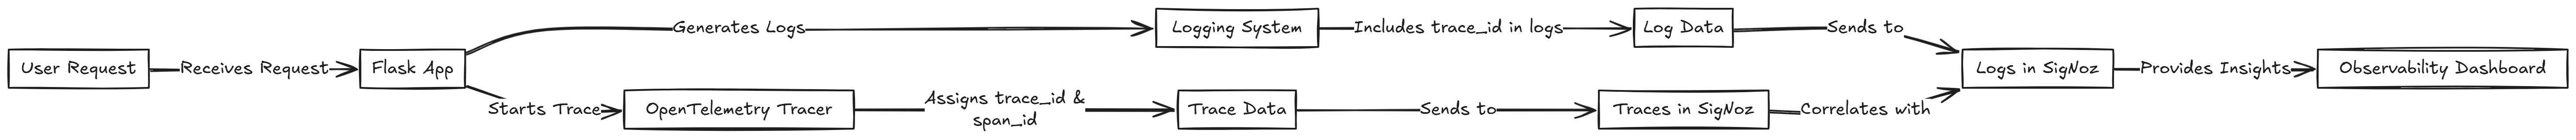 User Request
Receives Request
Flask App
Generates Logs
Logging System
Includes trace_id in logs
Log Data
Sends to
Starts Trace
OpenTelemetry Tracer
Assigns trace_id &
span_id
Trace Data
Sends to
Traces in SigNoz
Correlates with
Logs in SigNoz
Provides Insights
Observability Dashboard